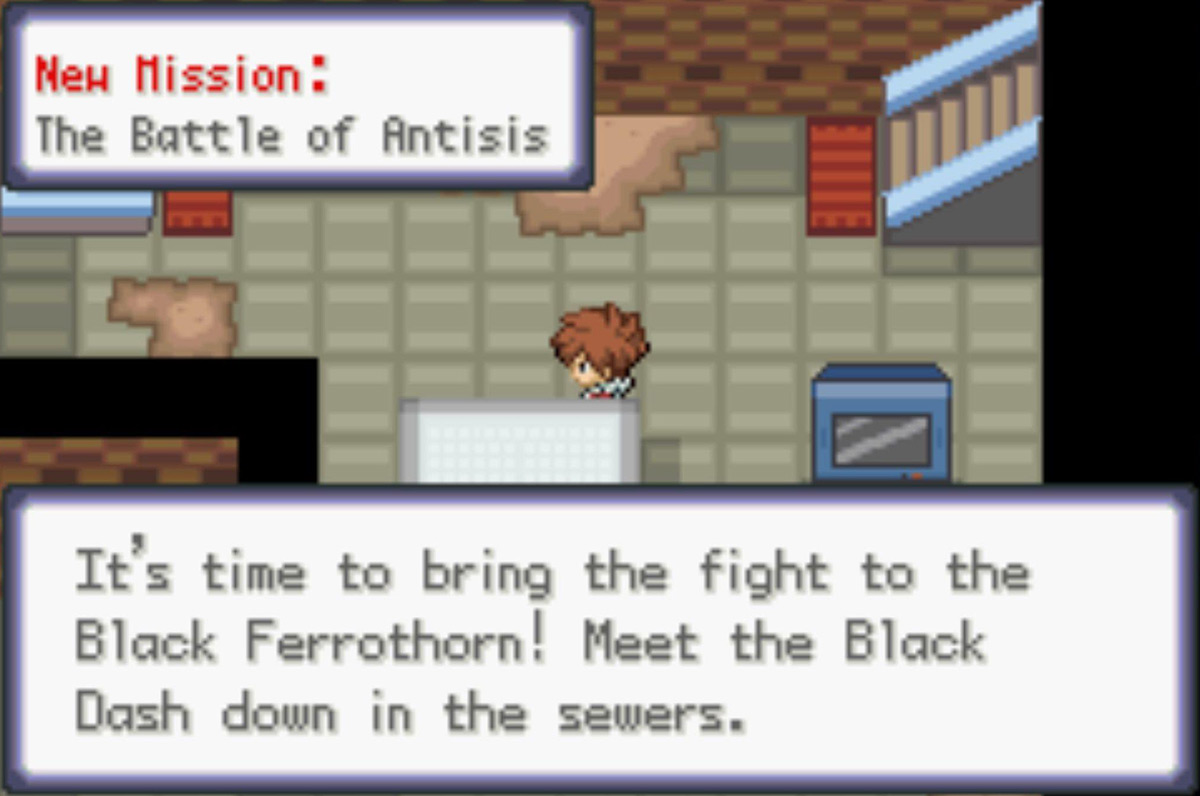 New Mission:
The Battle of Antisis
It's time to bring the fight to the
Black Ferrothorn! Meet the Black
Dash down in the sewers.